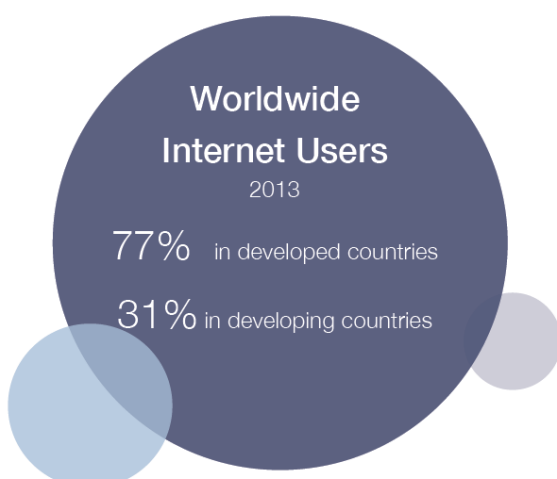 Worldwide
Internet Users
2013
77% in developed countries
31% in developing countries